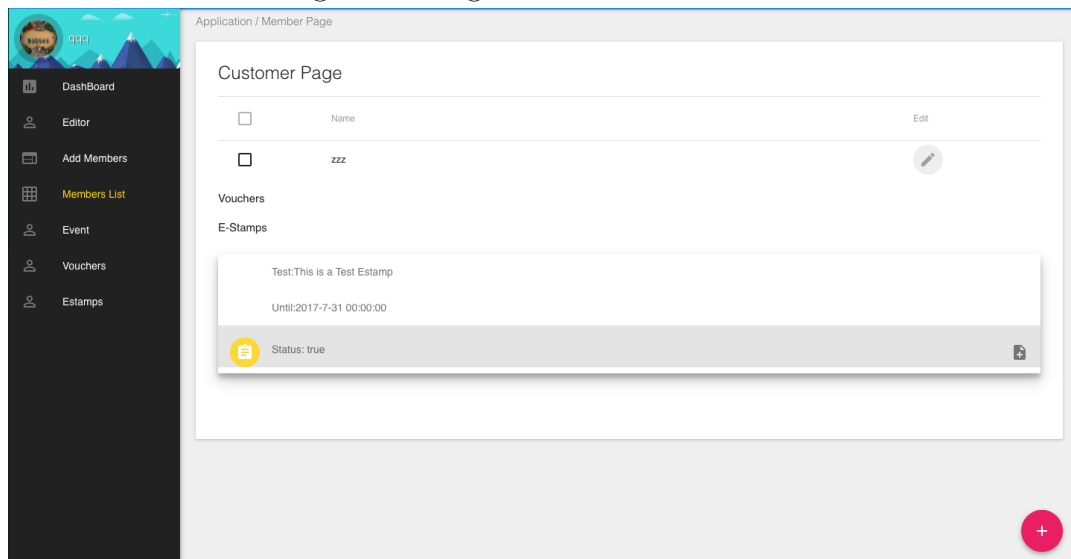 Application / Member Page
qqq
DashBoard
Editor
Add Members
Members List
Event
Vouchers
Estamps
Customer Page
Name Edit
zzz
Vouchers
E-Stamps
Test:This is a Test Estamp
Until:2017-7-31 00:00:00
Status: true